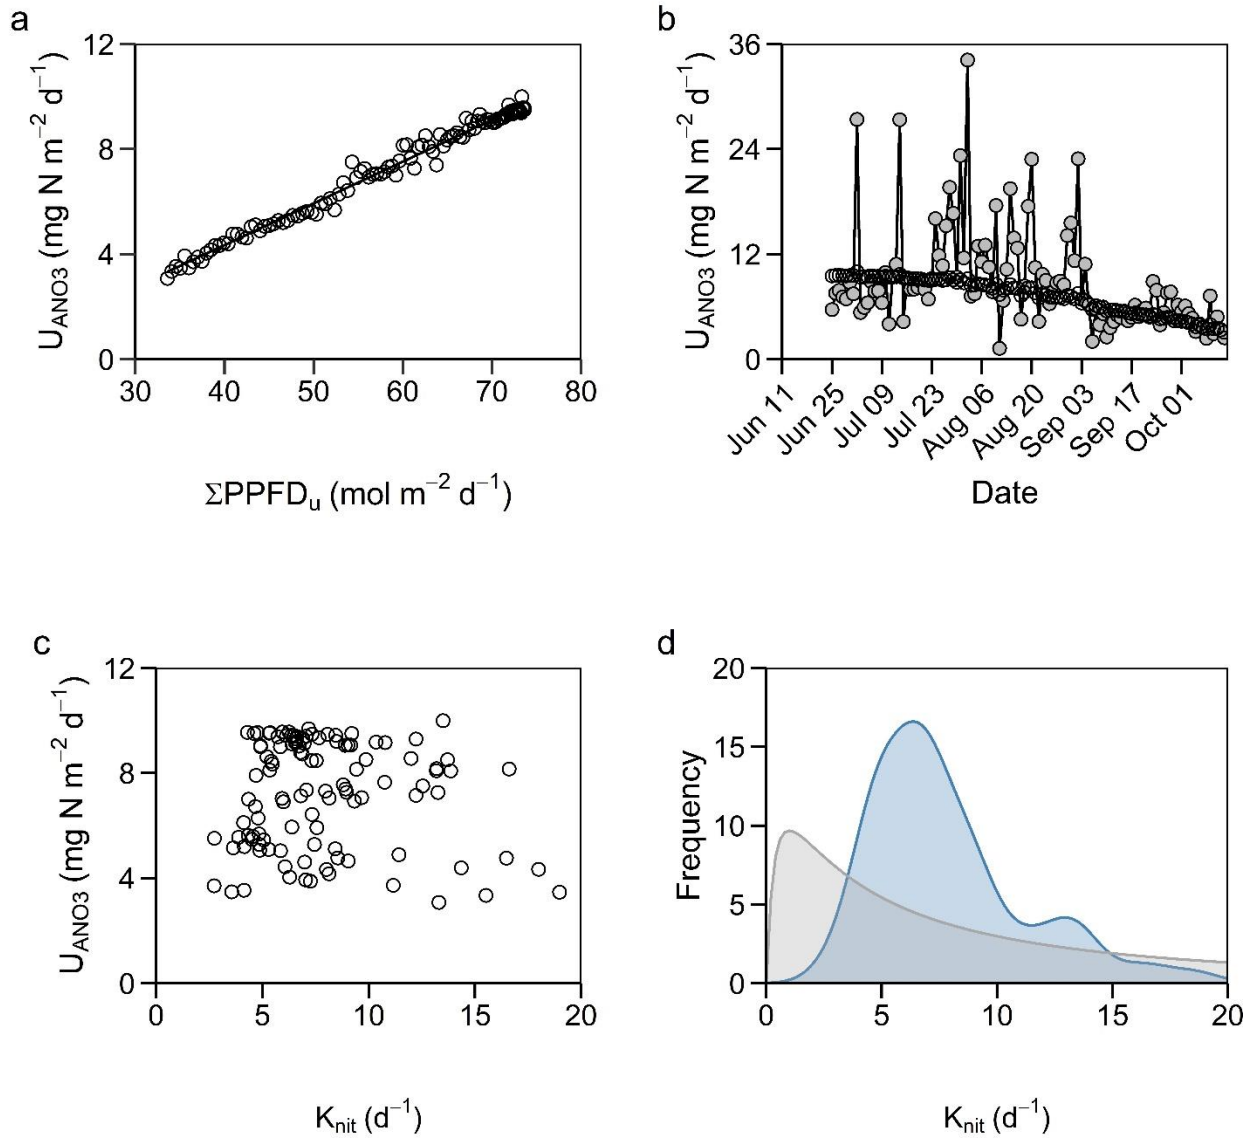 a
12
8
4
0
30 40 50 60 70 80
U_ANO3 (mg N m⁻² d⁻¹)
ΣPPFD_u (mol m⁻² d⁻¹)
b
36
24
12
0
Jun 11 Jun 25 Jul 09 Jul 23 Aug 06 Aug 20 Sep 03 Sep 17 Oct 01
U_ANO3 (mg N m⁻² d⁻¹)
Date
c
12
8
4
0
0 5 10 15 20
U_ANO3 (mg N m⁻² d⁻¹)
K_nit (d⁻¹)
d
20
15
10
5
0
0 5 10 15 20
Frequency
K_nit (d⁻¹)